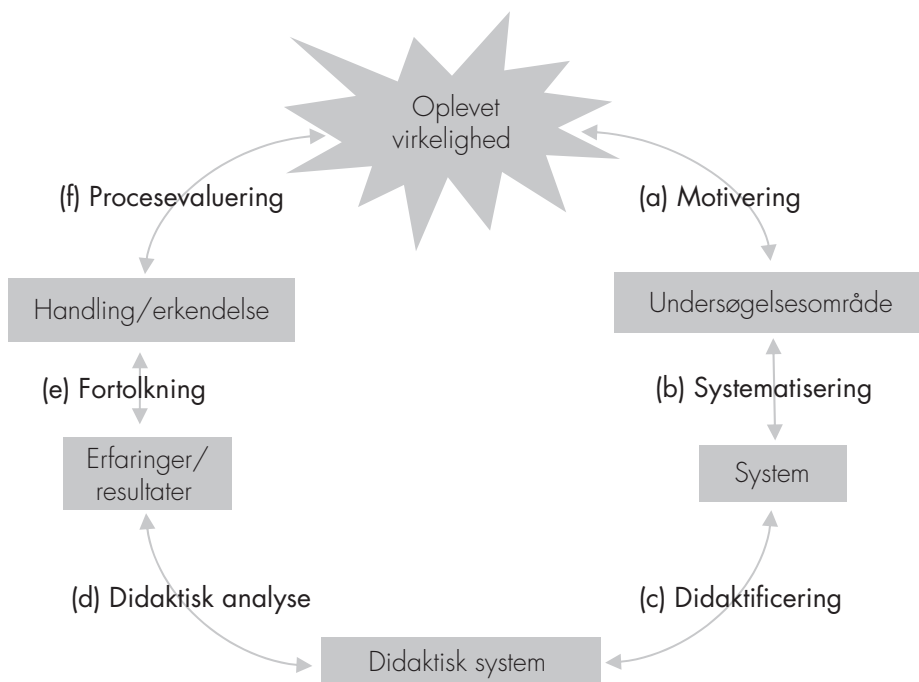 Oplevet
virkelighed
(f) Procesevaluering
(a) Motivering
Handling/erkendelse
Undersøgelsesområde
(e) Fortolkning
(b) Systematisering
Erfaringer/
resultater
System
(d) Didaktisk analyse
(c) Didaktificering
Didaktisk system